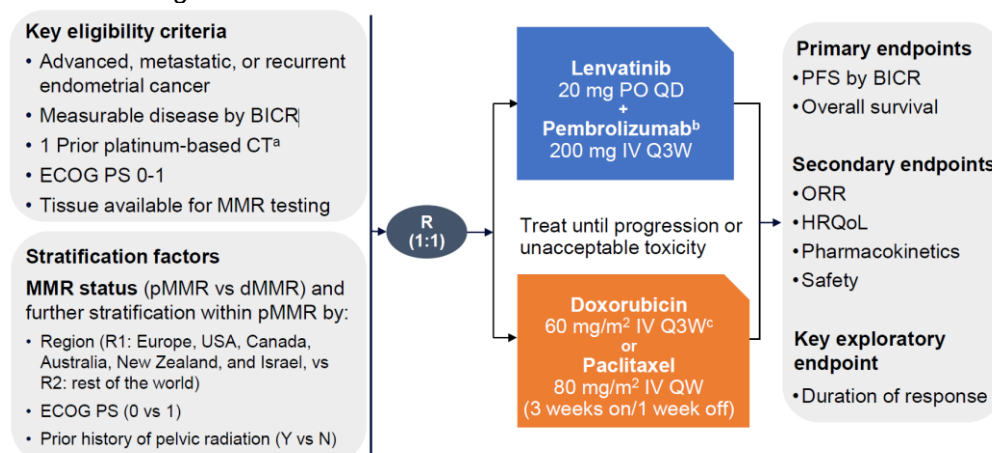 Key eligibility criteria
• Advanced, metastatic, or recurrent
endometrial cancer
• Measurable disease by BICR
• 1 Prior platinum-based CTᵃ
• ECOG PS 0-1
• Tissue available for MMR testing
Stratification factors
MMR status (pMMR vs dMMR) and
further stratification within pMMR by:
• Region (R1: Europe, USA, Canada,
Australia, New Zealand, and Israel, vs
R2: rest of the world)
• ECOG PS (0 vs 1)
• Prior history of pelvic radiation (Y vs N)
R
(1:1)
Lenvatinib
20 mg PO QD
+
Pembrolizumabᵇ
200 mg IV Q3W
Treat until progression or
unacceptable toxicity
Doxorubicin
60 mg/m² IV Q3Wᶜ
or
Paclitaxel
80 mg/m² IV QW
(3 weeks on/1 week off)
Primary endpoints
•PFS by BICR
•Overall survival
Secondary endpoints
•ORR
•HRQoL
•Pharmacokinetics
•Safety
Key exploratory
endpoint
•Duration of response